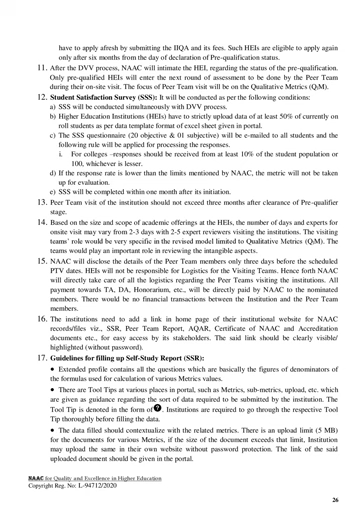 have to apply afresh by submitting the IIQA and its fees. Such HEIs are eligible to apply again
only after six months from the day of declaration of Pre-qualification status.
11. After the DVV process, NAAC will intimate the HEI, regarding the status of the pre-qualification.
Only pre-qualified HEIs will enter the next round of assessment to be done by the Peer Team
during their on-site visit. The focus of Peer Team visit will be on the Qualitative Metrics (QlM).
12. Student Satisfaction Survey (SSS): It will be conducted as per the following conditions:
a) SSS will be conducted simultaneously with DVV process.
b) Higher Education Institutions (HEIs) have to strictly upload data of at least 50% of currently on
roll students as per data template format of excel sheet given in portal.
c) The SSS questionnaire (20 objective & 01 subjective) will be e-mailed to all students and the
following rule will be applied for processing the responses.
i. For colleges –responses should be received from at least 10% of the student population or
100, whichever is lesser.
d) If the response rate is lower than the limits mentioned by NAAC, the metric will not be taken
up for evaluation.
e) SSS will be completed within one month after its initiation.
13. Peer Team visit of the institution should not exceed three months after clearance of Pre-qualifier
stage.
14. Based on the size and scope of academic offerings at the HEIs, the number of days and experts for
onsite visit may vary from 2-3 days with 2-5 expert reviewers visiting the institutions. The visiting
teams' role would be very specific in the revised model limited to Qualitative Metrics (QlM). The
teams would play an important role in reviewing the intangible aspects.
15. NAAC will disclose the details of the Peer Team members only three days before the scheduled
PTV dates. HEIs will not be responsible for Logistics for the Visiting Teams. Hence forth NAAC
will directly take care of all the logistics regarding the Peer Teams visiting the institutions. All
payment towards TA, DA, Honorarium, etc., will be directly paid by NAAC to the nominated
members. There would be no financial transactions between the Institution and the Peer Team
members.
16. The institutions need to add a link in home page of their institutional website for NAAC
records/files viz., SSR, Peer Team Report, AQAR, Certificate of NAAC and Accreditation
documents etc., for easy access by its stakeholders. The said link should be clearly visible/
highlighted (without password).
17. Guidelines for filling up Self-Study Report (SSR):
● Extended profile contains all the questions which are basically the figures of denominators of
the formulas used for calculation of various Metrics values.
● There are Tool Tips at various places in portal, such as Metrics, sub-metrics, upload, etc. which
are given as guidance regarding the sort of data required to be submitted by the institution. The
Tool Tip is denoted in the form of ?. Institutions are required to go through the respective Tool
Tip thoroughly before filling the data.
● The data filled should contextualize with the related metrics. There is an upload limit (5 MB)
for the documents for various Metrics, if the size of the document exceeds that limit, Institution
may upload the same in their own website without password protection. The link of the said
uploaded document should be given in the portal.
NAAC for Quality and Excellence in Higher Education
Copyright Reg. No: L-94712/2020
26